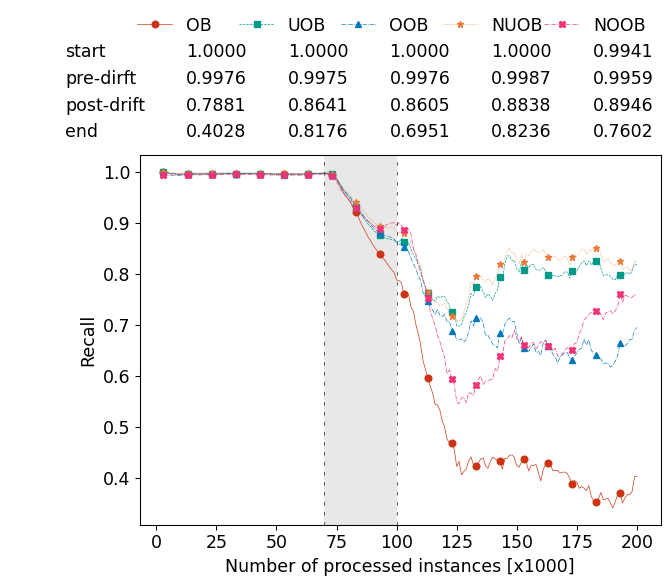 OB UOB OOB NUOB NOOB
start 1.0000 1.0000 1.0000 1.0000 0.9941
pre-dirft 0.9976 0.9975 0.9976 0.9987 0.9959
post-drift 0.7881 0.8641 0.8605 0.8838 0.8946
end 0.4028 0.8176 0.6951 0.8236 0.7602
1.0
0.9
0.8
0.7
0.6
0.5
0.4
Recall
0 25 50 75 100 125 150 175 200
Number of processed instances [x1000]